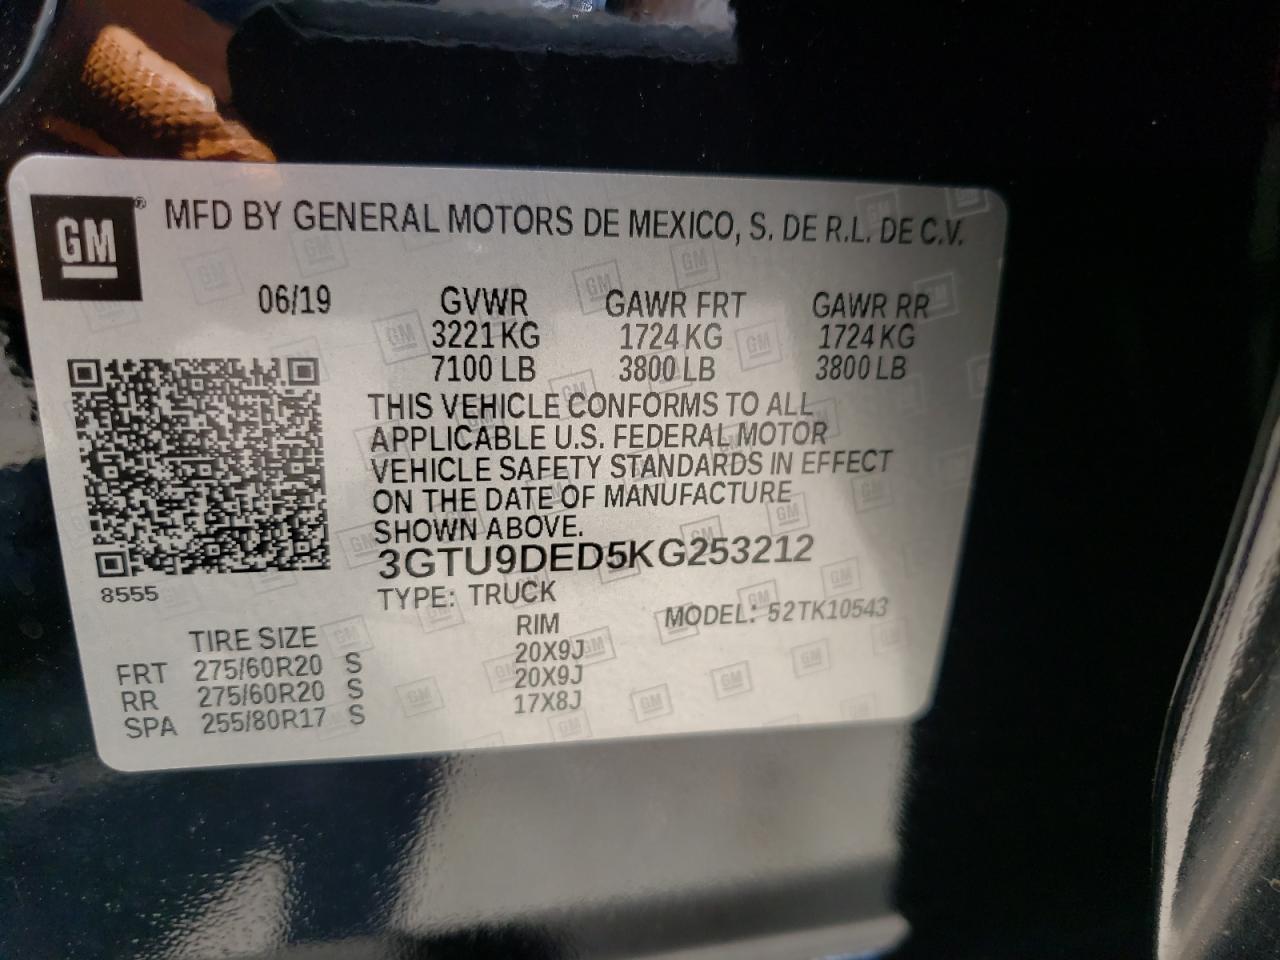 GM ® MFD BY GENERAL MOTORS DE MEXICO, S. DE R.L. DE C.V.
06/19 GVWR GAWR FRT GAWR RR
3221 KG 1724 KG 1724 KG
7100 LB 3800 LB 3800 LB
THIS VEHICLE CONFORMS TO ALL
APPLICABLE U.S. FEDERAL MOTOR
VEHICLE SAFETY STANDARDS IN EFFECT
ON THE DATE OF MANUFACTURE
SHOWN ABOVE.
3GTU9DED5KG253212
8555
TYPE: TRUCK MODEL: 52TK10543
TIRE SIZE RIM
FRT 275/60R20 S 20X9J
RR 275/60R20 S 20X9J
SPA 255/80R17 S 17X8J